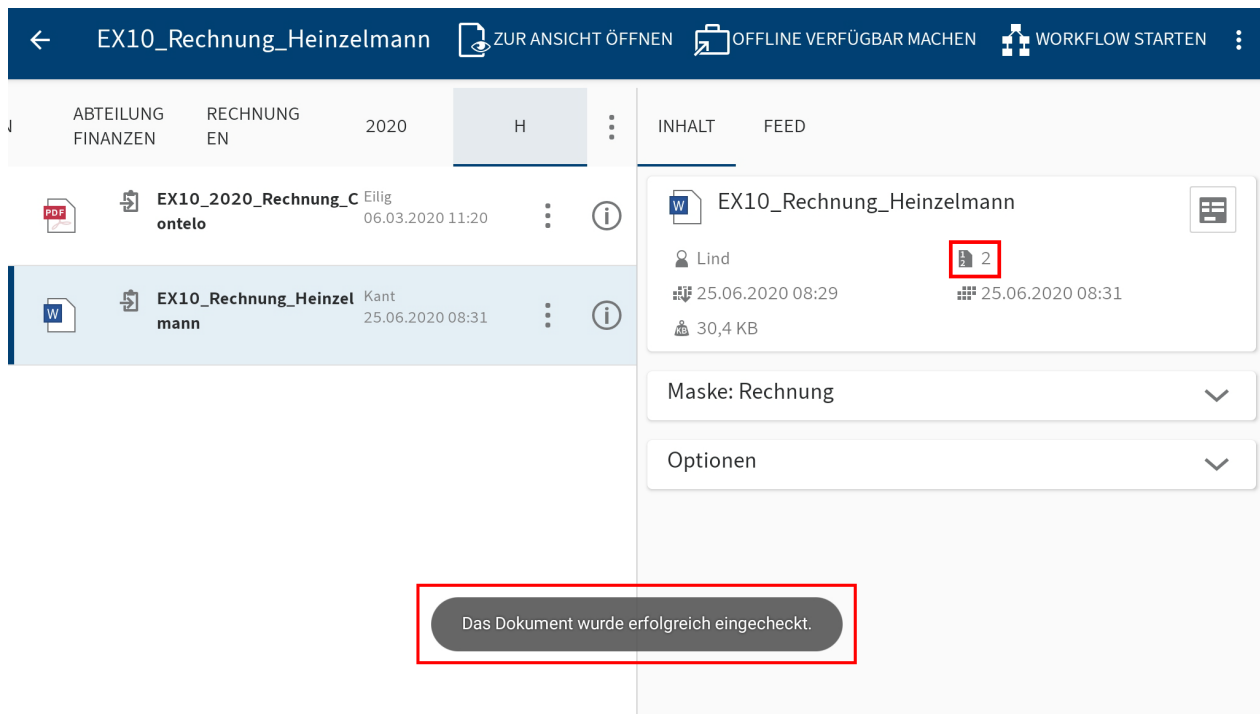 EX10_Rechnung_Heinzelmann
ZUR ANSICHT ÖFFNEN
OFFLINE VERFÜGBAR MACHEN
WORKFLOW STARTEN
ABTEILUNG
FINANZEN
RECHNUNG
EN
2020
H
INHALT
FEED
PDF
EX10_2020_Rechnung_C
ontelo
Eilig
06.03.2020 11:20
W
EX10_Rechnung_Heinzel
mann
Kant
25.06.2020 08:31
W
EX10_Rechnung_Heinzelmann
Lind
2
25.06.2020 08:29
25.06.2020 08:31
KB
30,4 KB
Maske: Rechnung
Optionen
Das Dokument wurde erfolgreich eingecheckt.